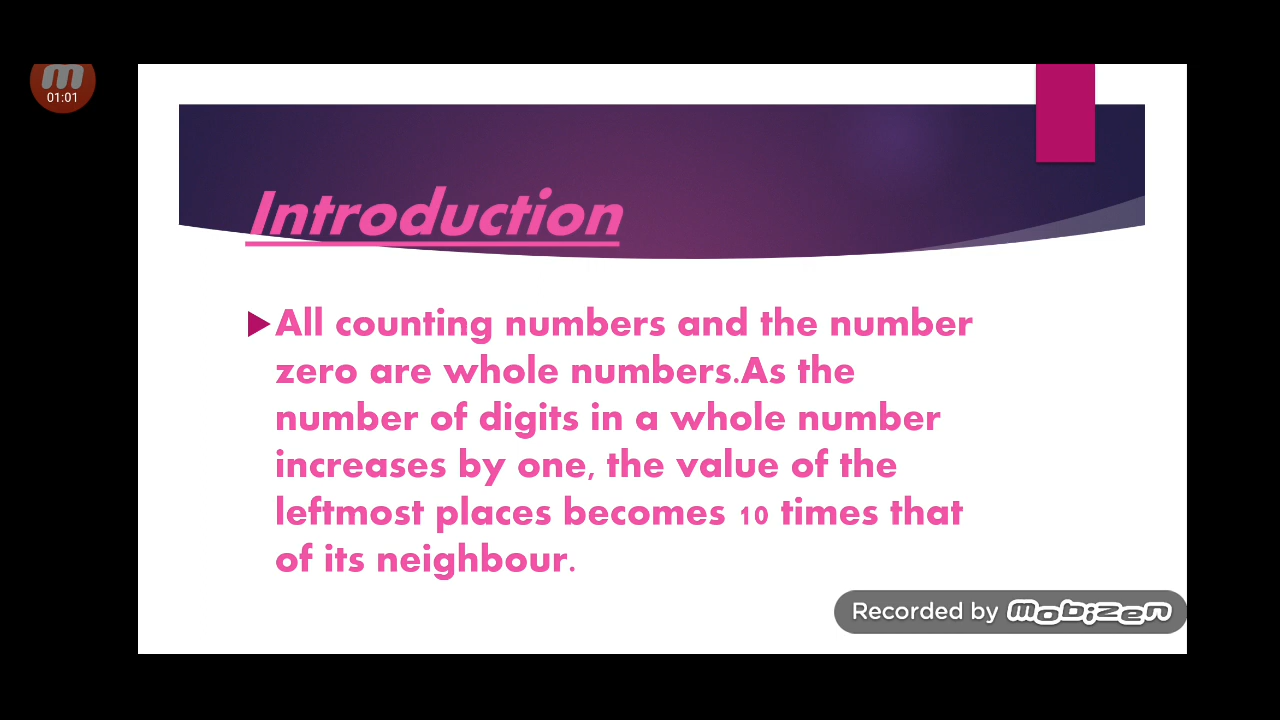 m
01:01
Introduction
All counting numbers and the number
zero are whole numbers.As the
number of digits in a whole number
increases by one, the value of the
leftmost places becomes 10 times that
of its neighbour.
Recorded by mobizen